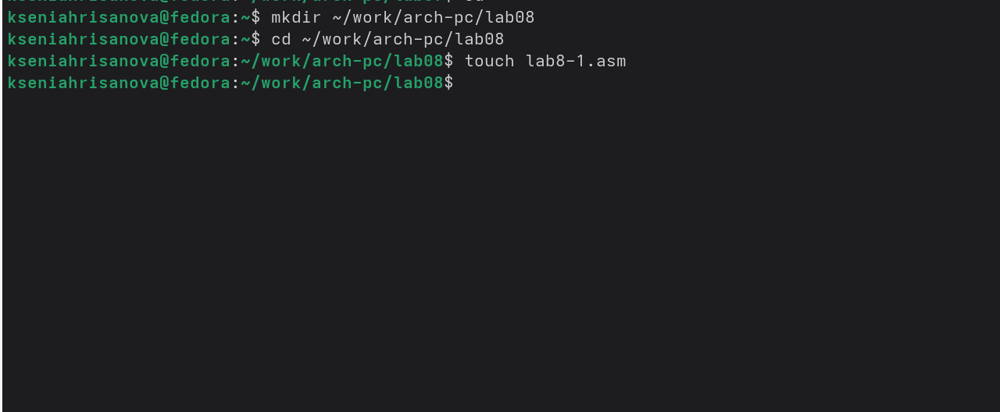 kseniahrisanova@fedora:~$ mkdir ~/work/arch-pc/lab08
kseniahrisanova@fedora:~$ cd ~/work/arch-pc/lab08
kseniahrisanova@fedora:~/work/arch-pc/lab08$ touch lab8-1.asm
kseniahrisanova@fedora:~/work/arch-pc/lab08$